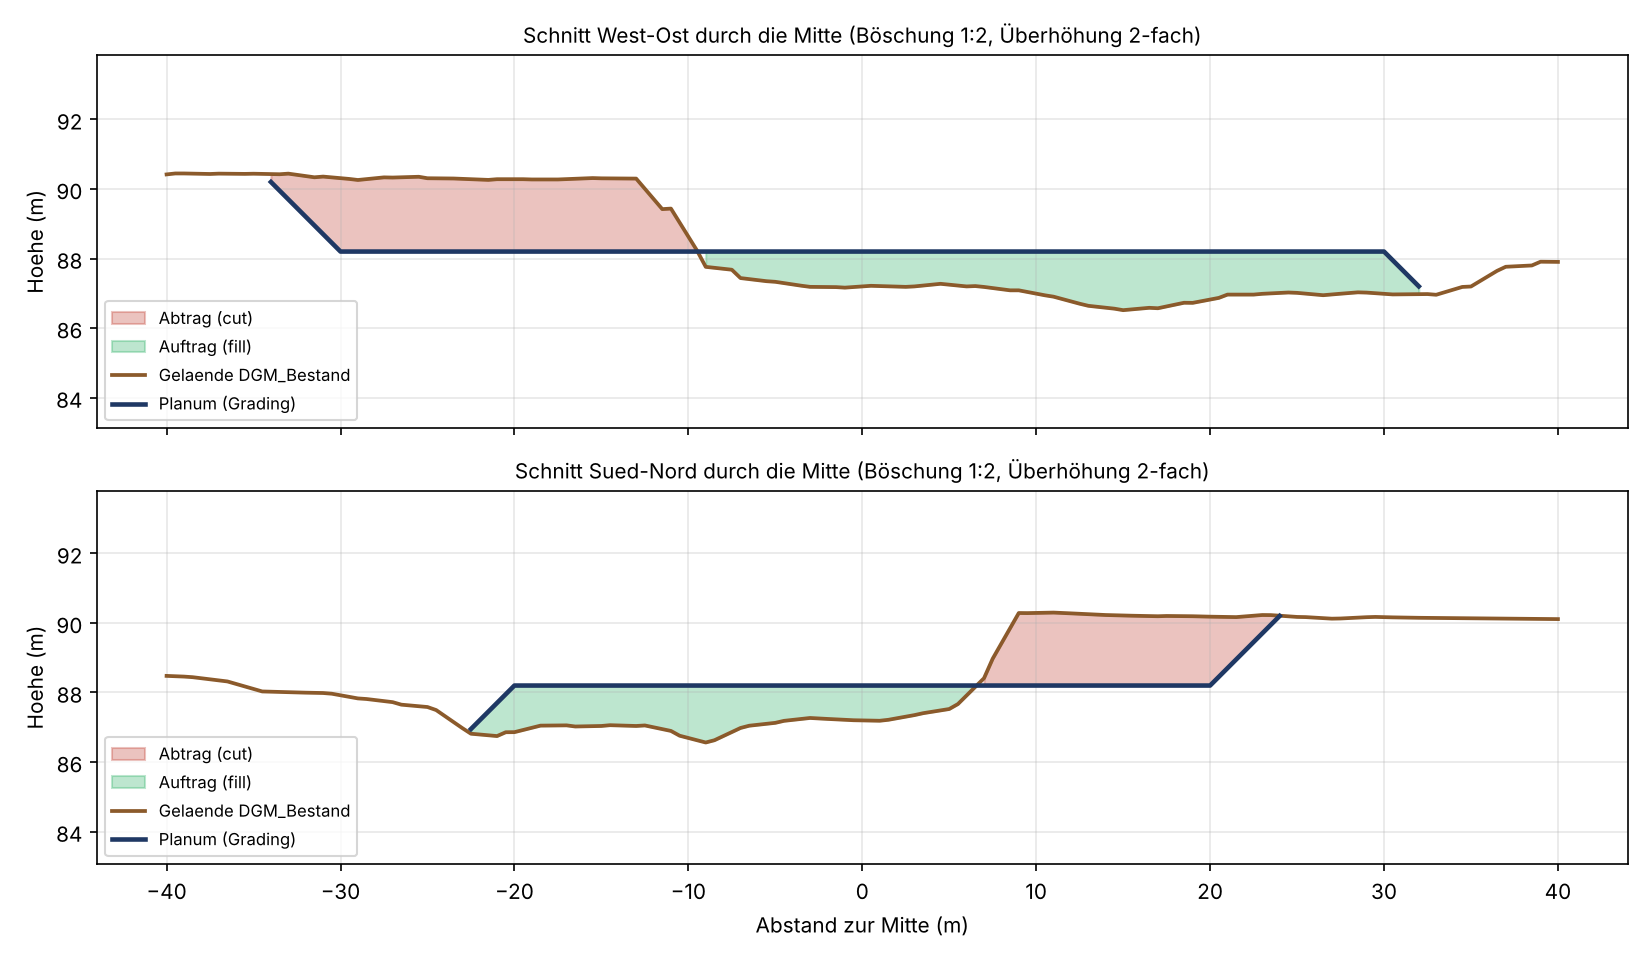 Schnitt West-Ost durch die Mitte (Böschung 1:2, Überhöhung 2-fach)
Hoehe (m)
92
90
88
86
84
Abtrag (cut)
Auftrag (fill)
Gelaende DGM_Bestand
Planum (Grading)
Schnitt Sued-Nord durch die Mitte (Böschung 1:2, Überhöhung 2-fach)
Hoehe (m)
92
90
88
86
84
Abtrag (cut)
Auftrag (fill)
Gelaende DGM_Bestand
Planum (Grading)
−40 −30 −20 −10 0 10 20 30 40
Abstand zur Mitte (m)